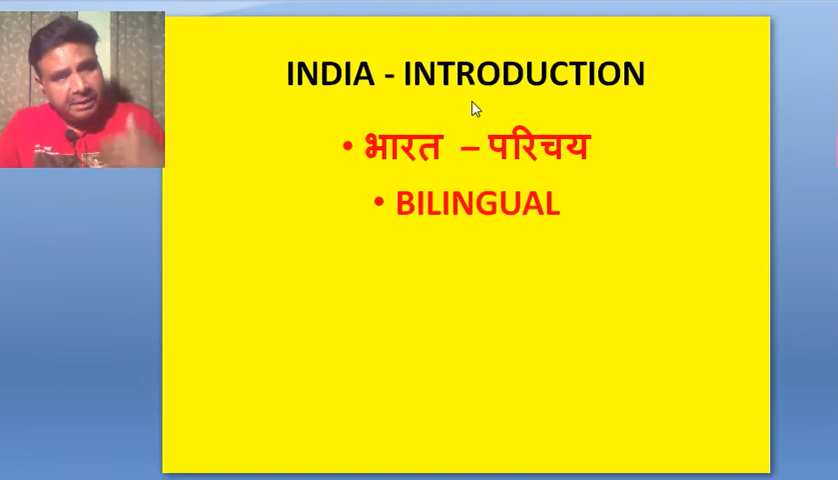 INDIA - INTRODUCTION
• भारत – परिचय
• BILINGUAL